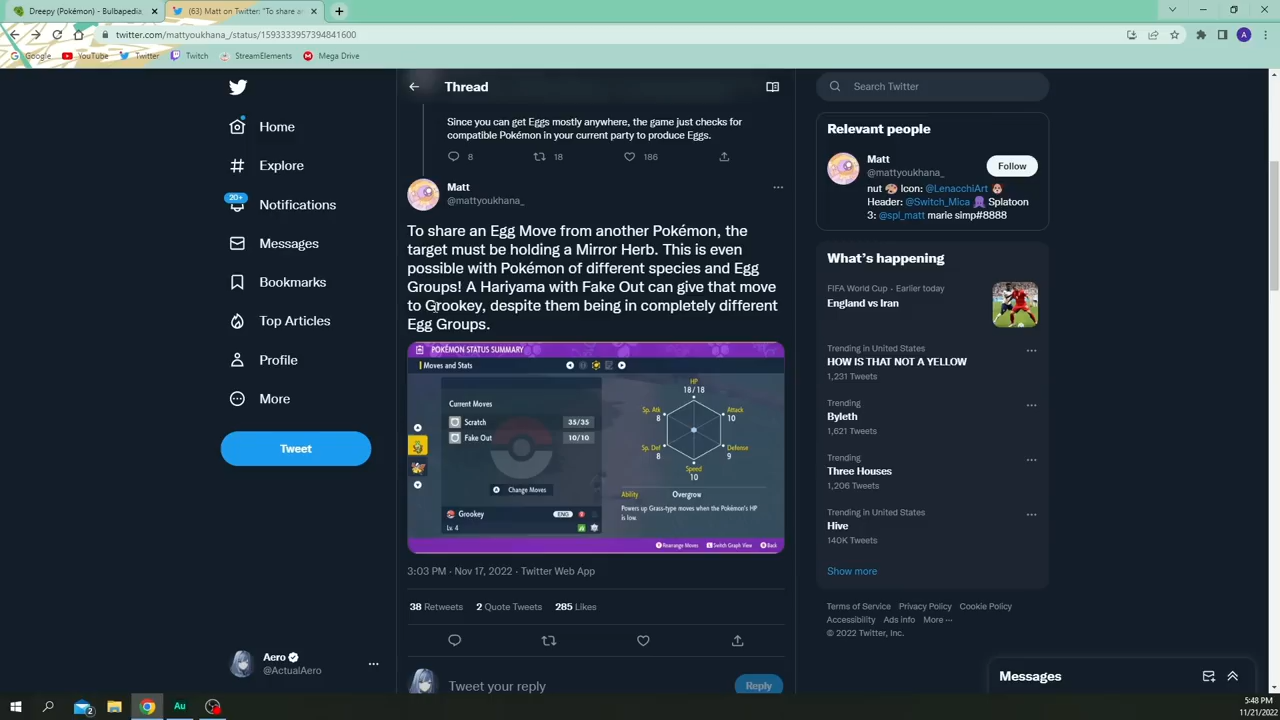 Dreepy (Pokémon) - Bulbapedia,
(63) Matt on Twitter: "To share a
twitter.com/mattyoukhana_/status/1593333957394841600
Google
YouTube
Twitter
Twitch
StreamElements
Mega Drive
A
Home
Explore
20+
Notifications
Messages
Bookmarks
Top Articles
Profile
More
Tweet
Aero
@ActualAero
Thread
Since you can get Eggs mostly anywhere, the game just checks for
compatible Pokémon in your current party to produce Eggs.
8 18 186
Matt
@mattyoukhana_
To share an Egg Move from another Pokémon, the
target must be holding a Mirror Herb. This is even
possible with Pokémon of different species and Egg
Groups! A Hariyama with Fake Out can give that move
to Grookey, despite them being in completely different
Egg Groups.
POKÉMON STATUS SUMMARY
Moves and Stats
Current Moves
Scratch 35/35
Fake Out 10/10
Change Moves
Grookey ENG
Lv. 4
HP
18/18
Sp. Atk
8
Attack
10
Sp. Def
8
Defense
9
Speed
10
Ability Overgrow
Powers up Grass-type moves when the Pokémon's HP
is low.
Rearrange Moves Switch Graph View Back
3:03 PM · Nov 17, 2022 · Twitter Web App
38 Retweets 2 Quote Tweets 285 Likes
Tweet your reply
Reply
Search Twitter
Relevant people
Matt
@mattyoukhana_
Follow
nut Icon: @LenacchiArt
Header: @Switch_Mica Splatoon
3: @spl_matt marie simp#8888
What's happening
FIFA World Cup · Earlier today
England vs Iran
Trending in United States
HOW IS THAT NOT A YELLOW
1,231 Tweets
Trending
Byleth
1,621 Tweets
Trending
Three Houses
1,206 Tweets
Trending in United States
Hive
140K Tweets
Show more
Terms of Service Privacy Policy Cookie Policy
Accessibility Ads info More ···
© 2022 Twitter, Inc.
Messages
2
Au
5:48 PM
11/21/2022